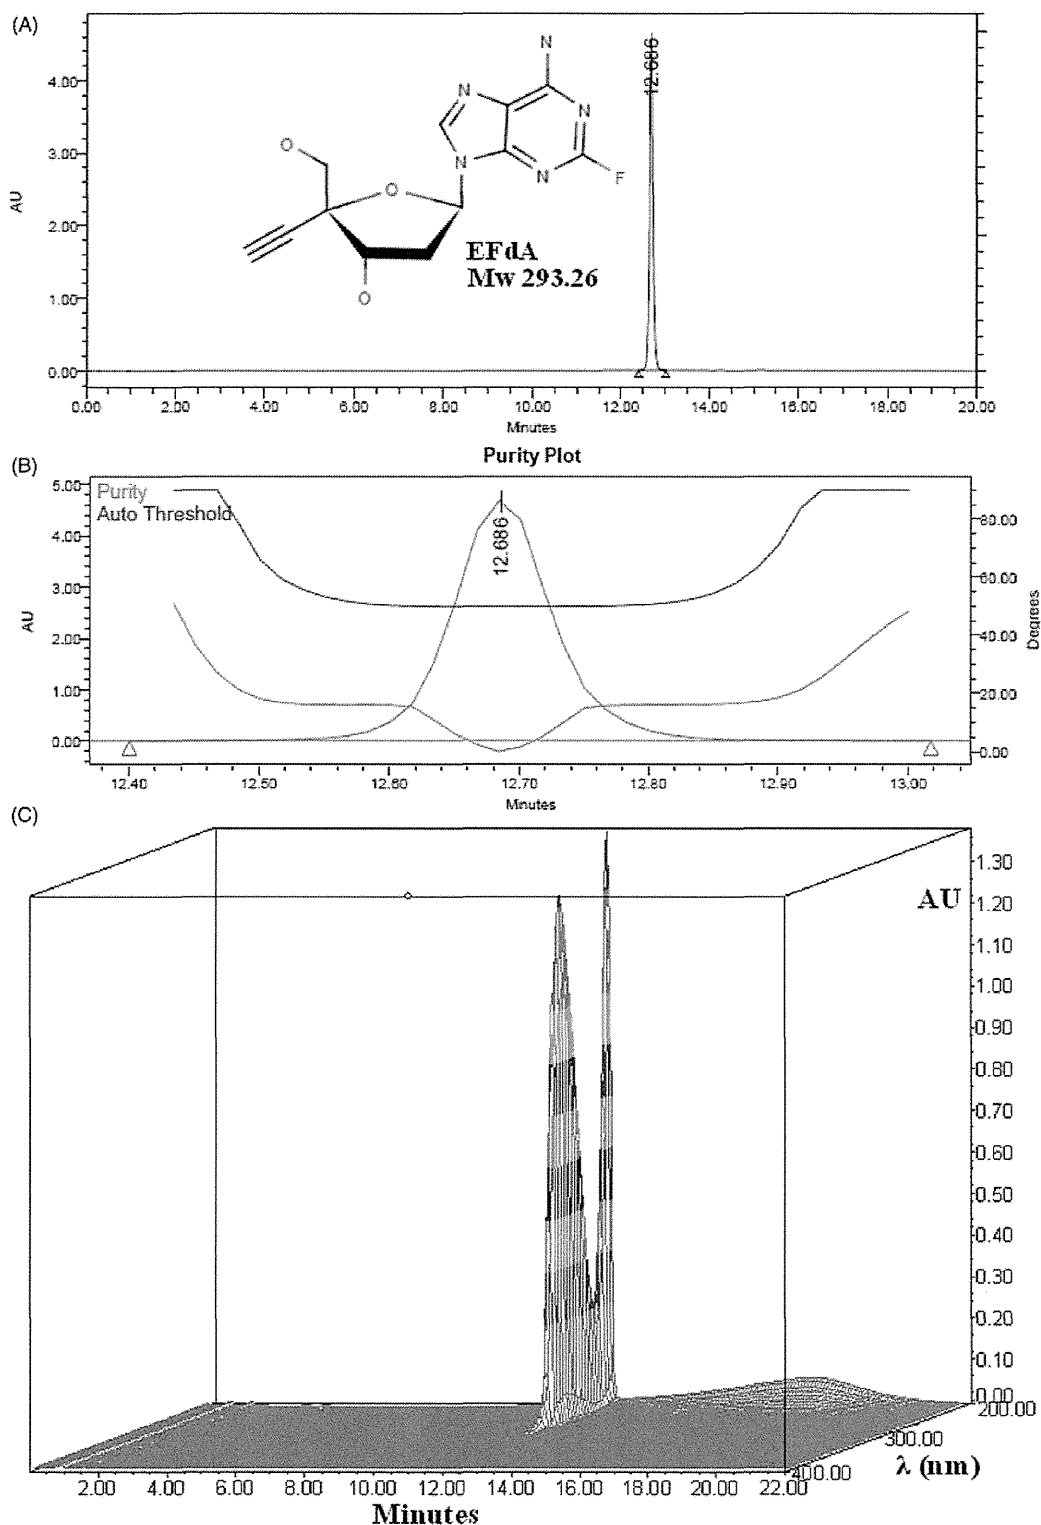 (A)
4.00
3.00
2.00
1.00
0.00
AU
12.686
N
N
N
N
N
F
O
O
O
EFdA
Mw 293.26
0.00 2.00 4.00 6.00 8.00 10.00 12.00 14.00 16.00 18.00 20.00
Minutes
(B)
Purity Plot
Purity
Auto Threshold
5.00
4.00
3.00
2.00
1.00
0.00
AU
12.686
80.00
60.00
40.00
20.00
0.00
Degrees
12.40 12.50 12.60 12.70 12.80 12.90 13.00
Minutes
(C)
AU
1.30
1.20
1.10
1.00
0.90
0.80
0.70
0.60
0.50
0.40
0.30
0.20
0.10
0.00
200.00
300.00
400.00
λ (nm)
2.00 4.00 6.00 8.00 10.00 12.00 14.00 16.00 18.00 20.00 22.00
Minutes